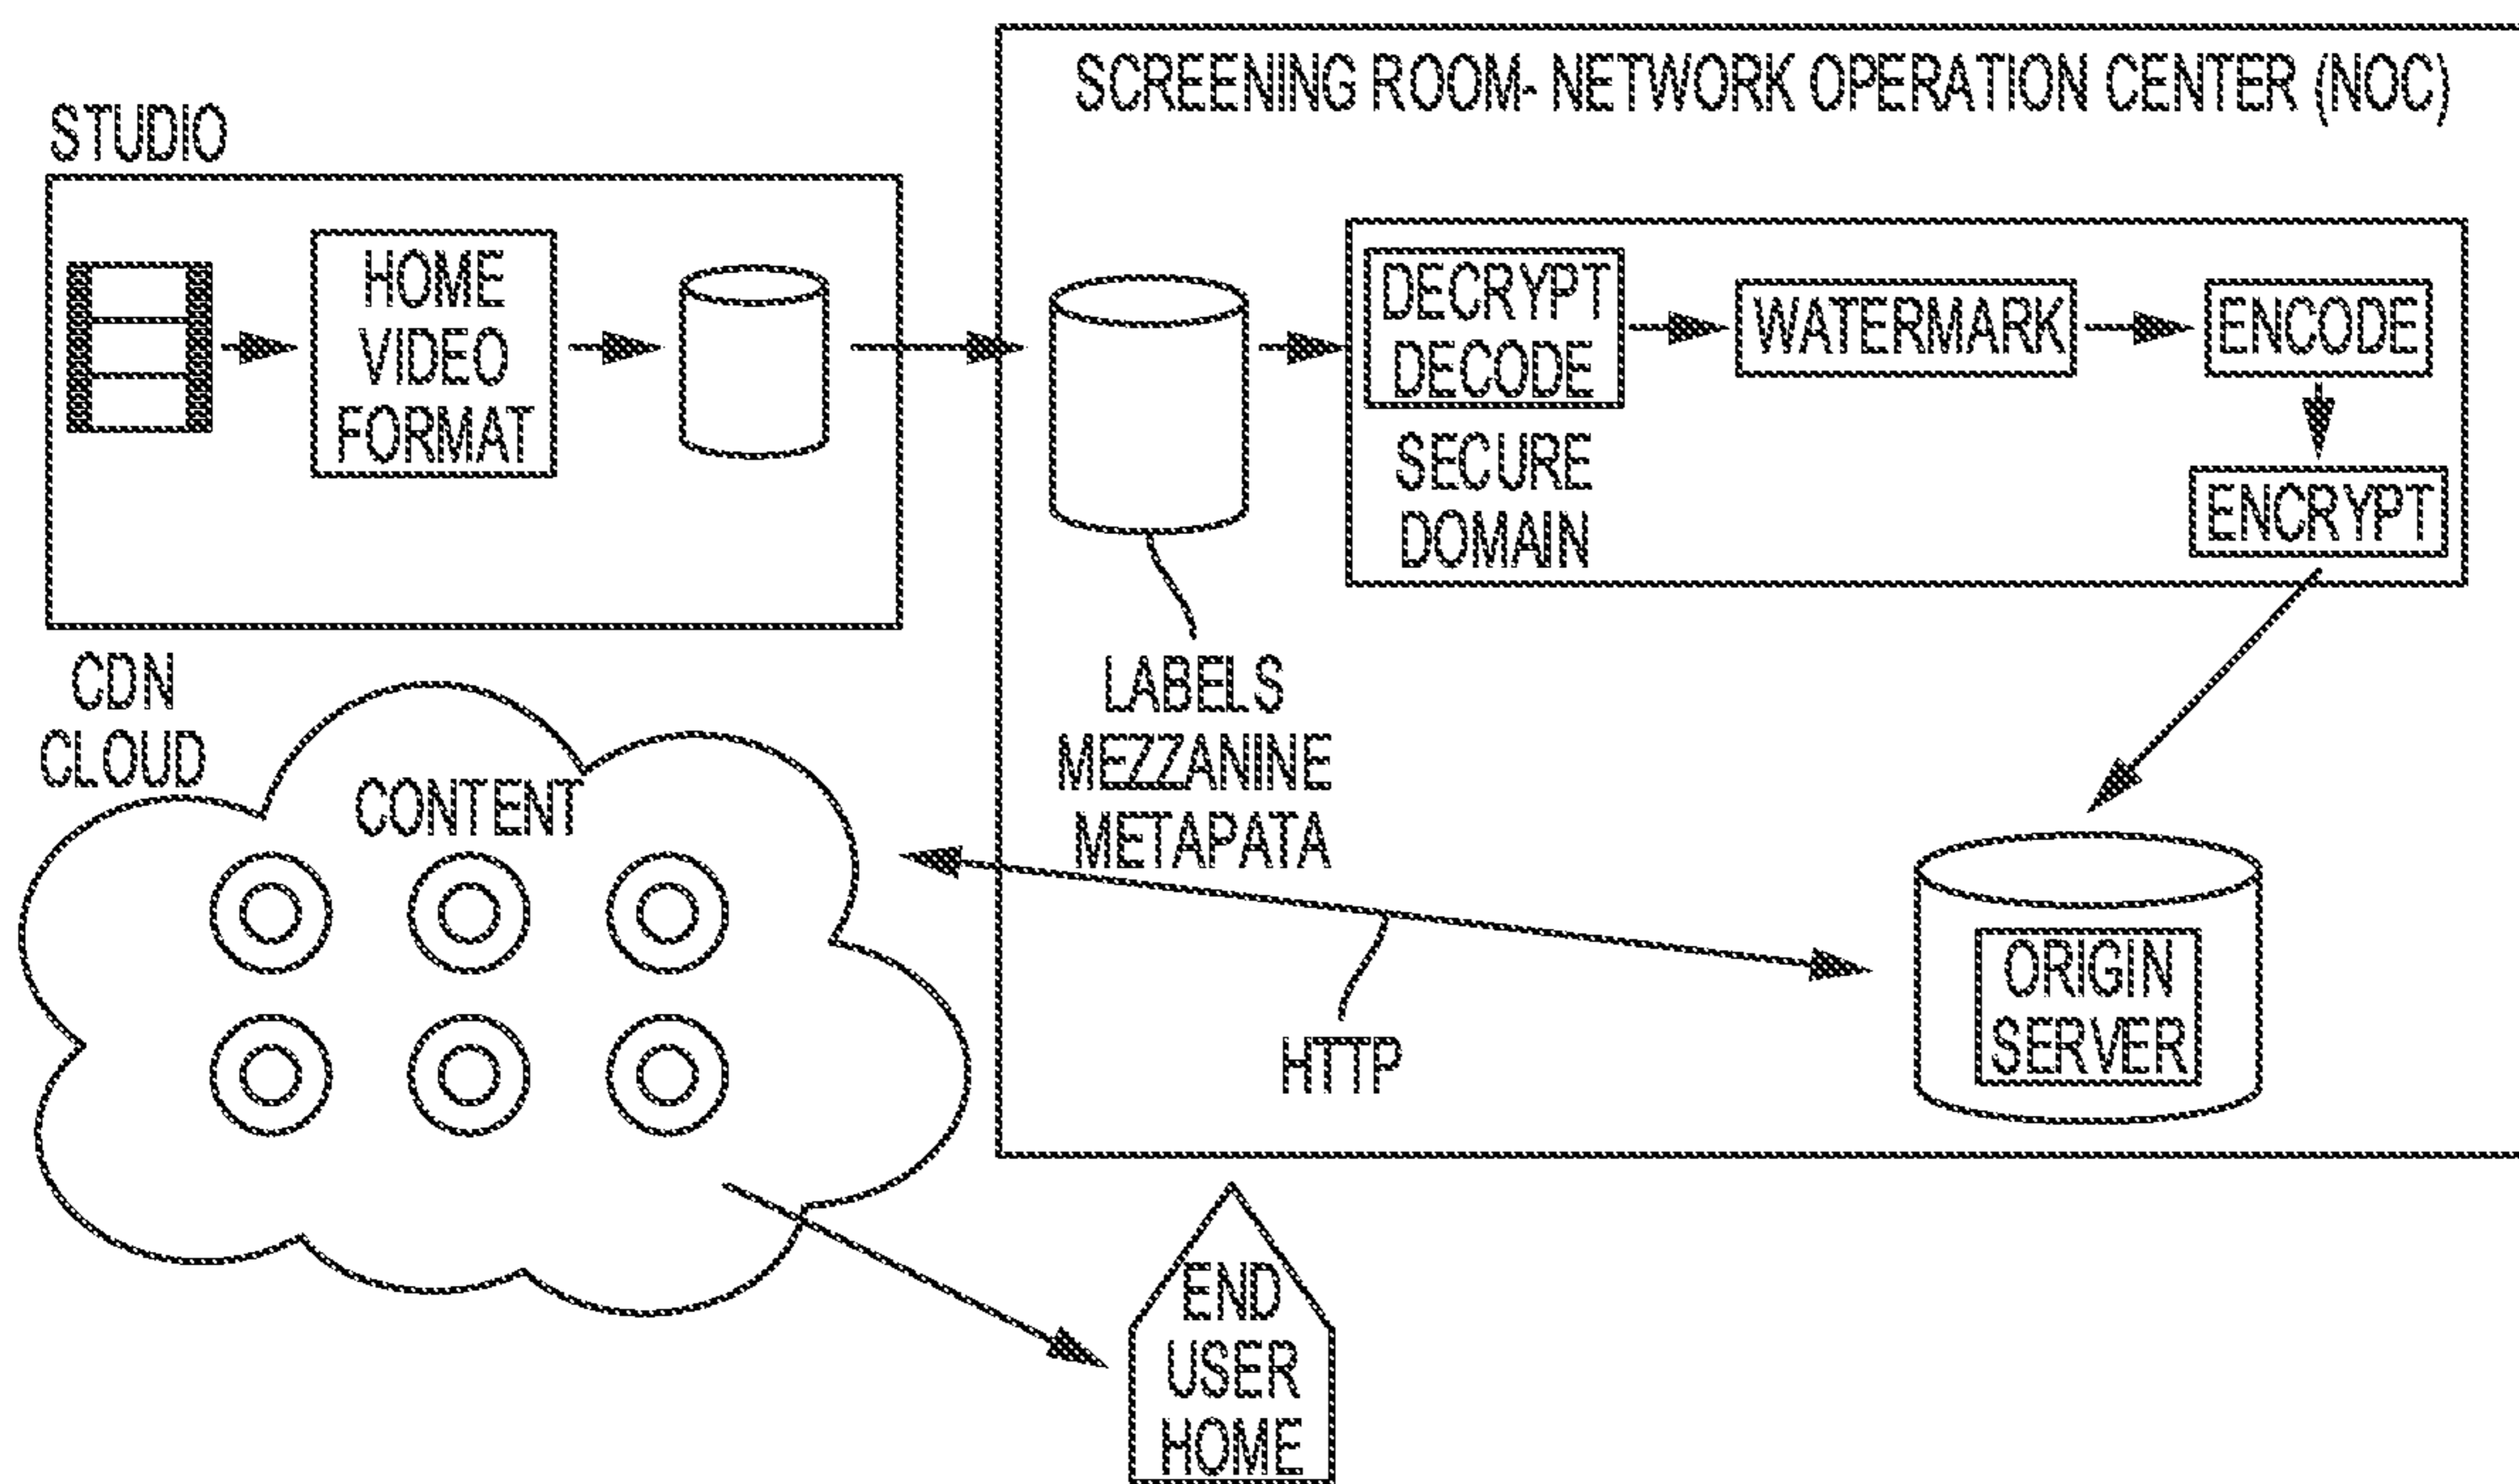 SCREENING ROOM- NETWORK OPERATION CENTER (NOC)
STUDIO
HOME
VIDEO
FORMAT
DECRYPT
DECODE
SECURE
DOMAIN
WATERMARK
ENCODE
ENCRYPT
LABELS
MEZZANINE
METAPATA
CDN
CLOUD
CONTENT
HTTP
ORIGIN
SERVER
END
USER
HOME